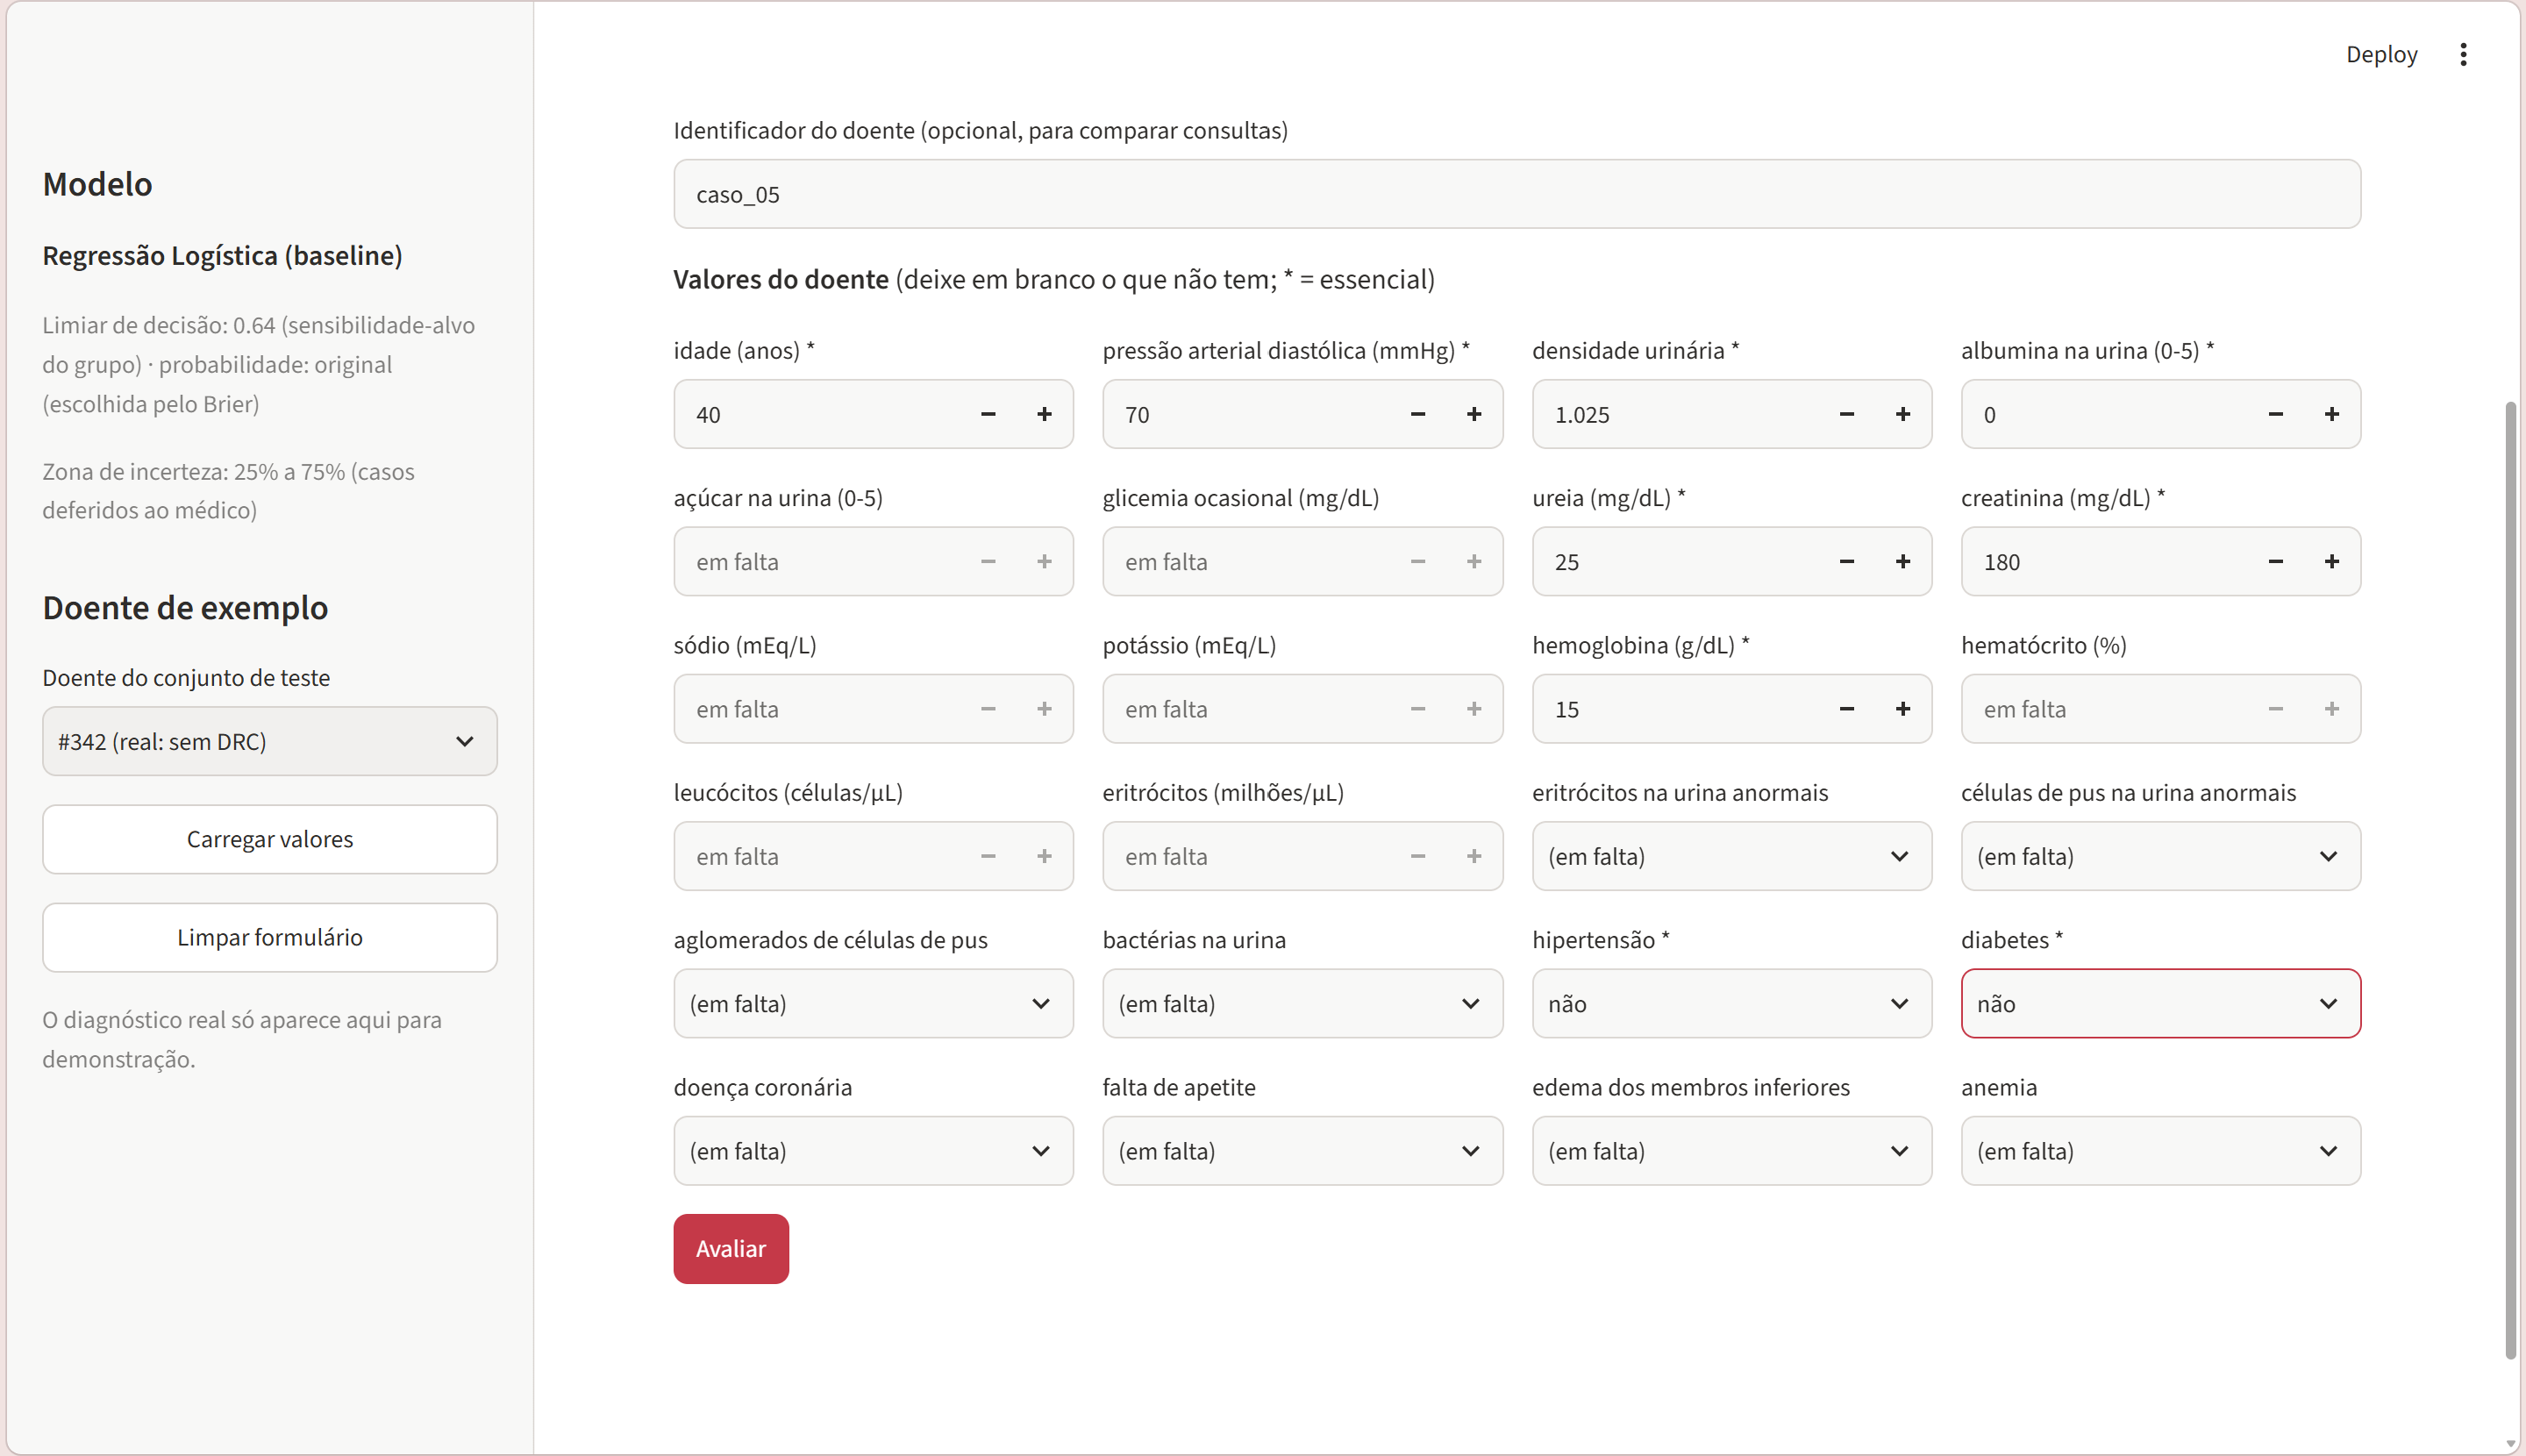 Deploy
Modelo
Regressão Logística (baseline)
Limiar de decisão: 0.64 (sensibilidade-alvo
do grupo) · probabilidade: original
(escolhida pelo Brier)
Zona de incerteza: 25% a 75% (casos
deferidos ao médico)
Doente de exemplo
Doente do conjunto de teste
#342 (real: sem DRC)
Carregar valores
Limpar formulário
O diagnóstico real só aparece aqui para
demonstração.
Identificador do doente (opcional, para comparar consultas)
caso_05
Valores do doente (deixe em branco o que não tem; * = essencial)
idade (anos) *
40
pressão arterial diastólica (mmHg) *
70
densidade urinária *
1.025
albumina na urina (0-5) *
0
açúcar na urina (0-5)
em falta
glicemia ocasional (mg/dL)
em falta
ureia (mg/dL) *
25
creatinina (mg/dL) *
180
sódio (mEq/L)
em falta
potássio (mEq/L)
em falta
hemoglobina (g/dL) *
15
hematócrito (%)
em falta
leucócitos (células/µL)
em falta
eritrócitos (milhões/µL)
em falta
eritrócitos na urina anormais
(em falta)
células de pus na urina anormais
(em falta)
aglomerados de células de pus
(em falta)
bactérias na urina
(em falta)
hipertensão *
não
diabetes *
não
doença coronária
(em falta)
falta de apetite
(em falta)
edema dos membros inferiores
(em falta)
anemia
(em falta)
Avaliar